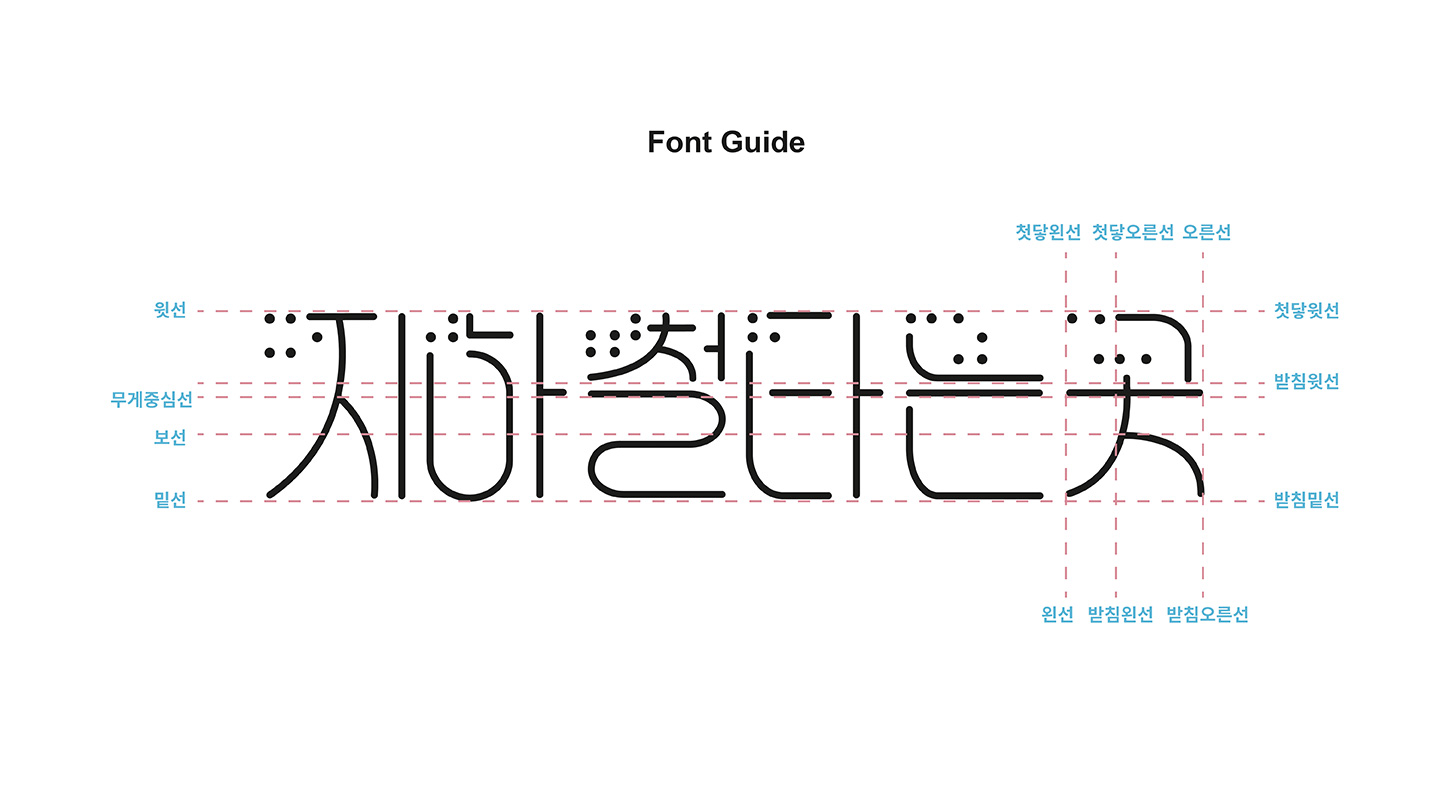 Font Guide
첫닿왼선 첫닿오른선 오른선
윗선
첫닿윗선
지하철타는곳
받침윗선
무게중심선
보선
밑선
받침밑선
왼선 받침왼선 받침오른선